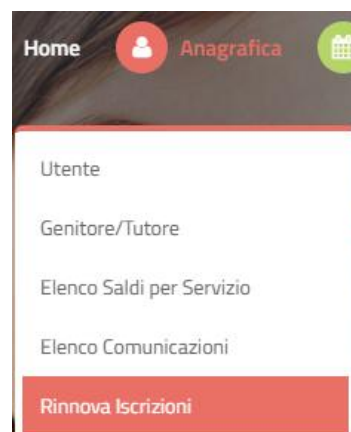 Home Anagrafica
Utente
Genitore/Tutore
Elenco Saldi per Servizio
Elenco Comunicazioni
Rinnova Iscrizioni